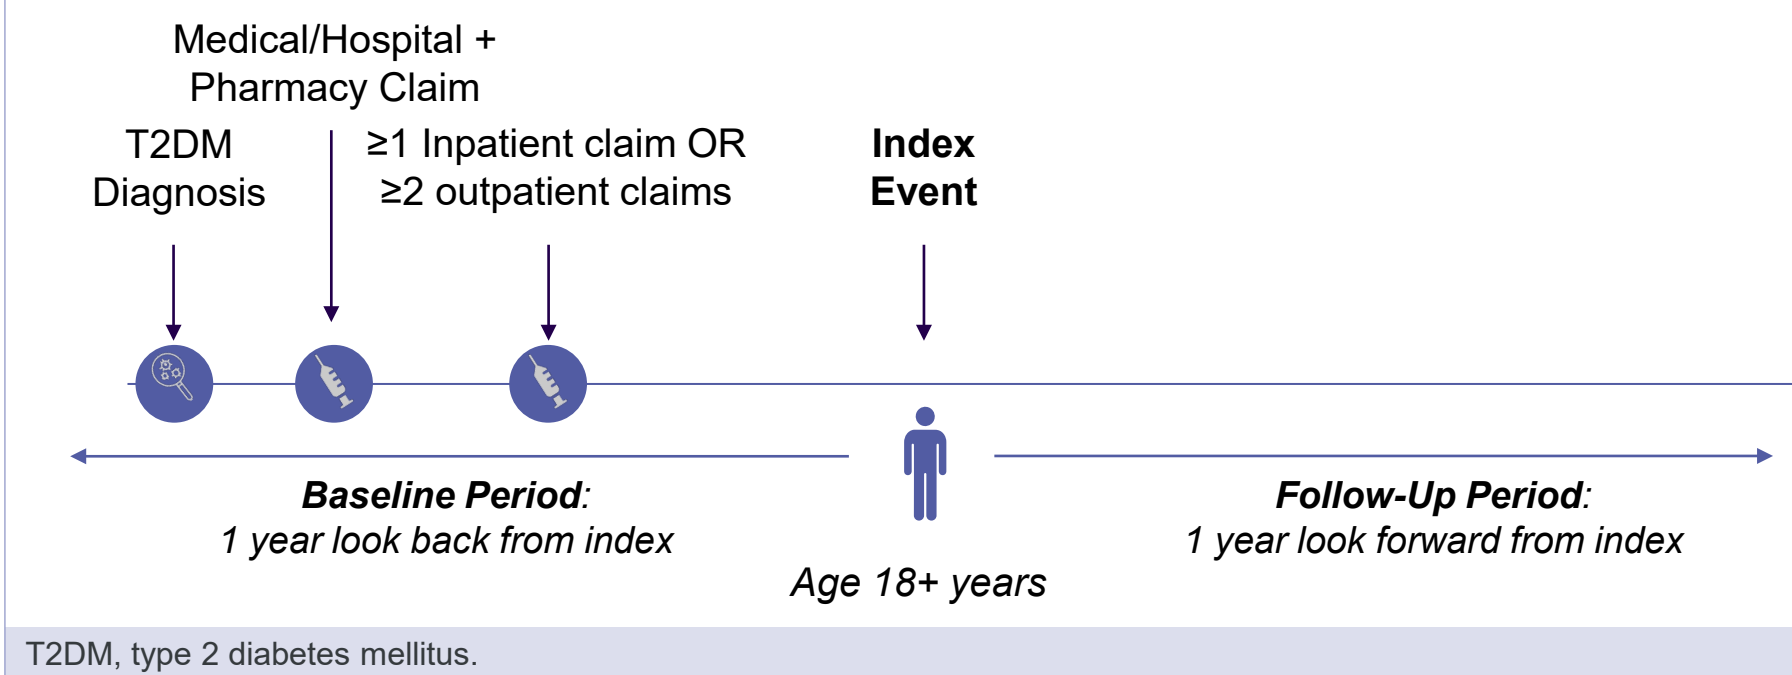 Medical/Hospital +
Pharmacy Claim
T2DM
Diagnosis
≥1 Inpatient claim OR
≥2 outpatient claims
Index
Event
Baseline Period:
1 year look back from index
Follow-Up Period:
1 year look forward from index
Age 18+ years
T2DM, type 2 diabetes mellitus.